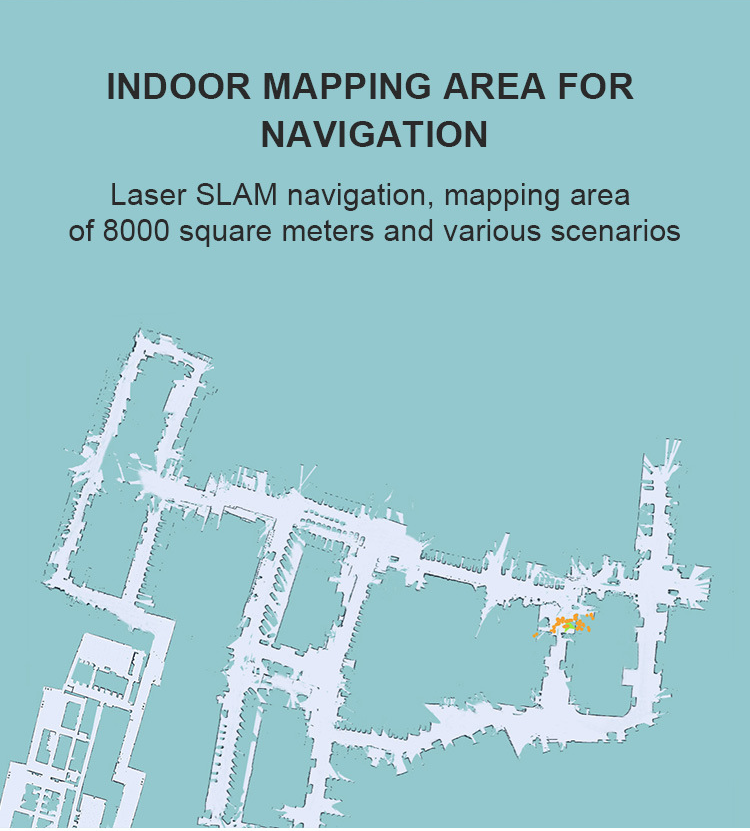 INDOOR MAPPING AREA FOR
NAVIGATION
Laser SLAM navigation, mapping area
of 8000 square meters and various scenarios